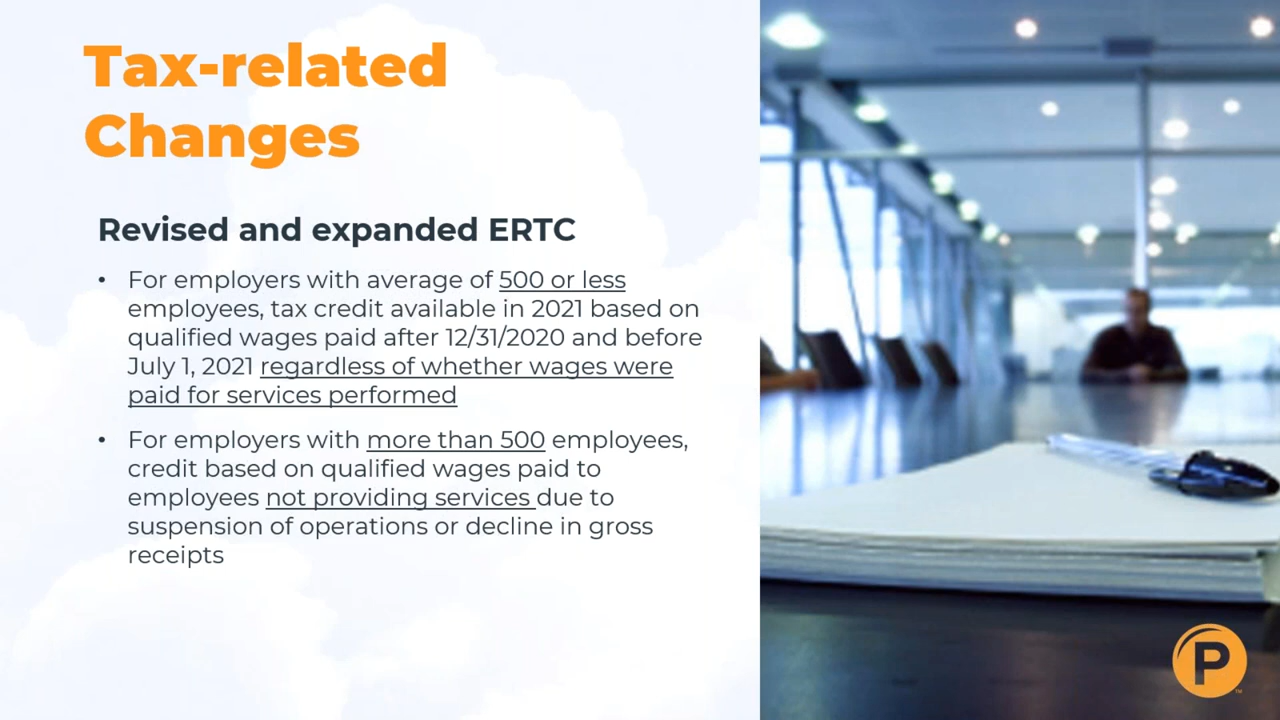 Tax-related
Changes
Revised and expanded ERTC
• For employers with average of 500 or less
employees, tax credit available in 2021 based on
qualified wages paid after 12/31/2020 and before
July 1, 2021 regardless of whether wages were
paid for services performed
• For employers with more than 500 employees,
credit based on qualified wages paid to
employees not providing services due to
suspension of operations or decline in gross
receipts
P
TM